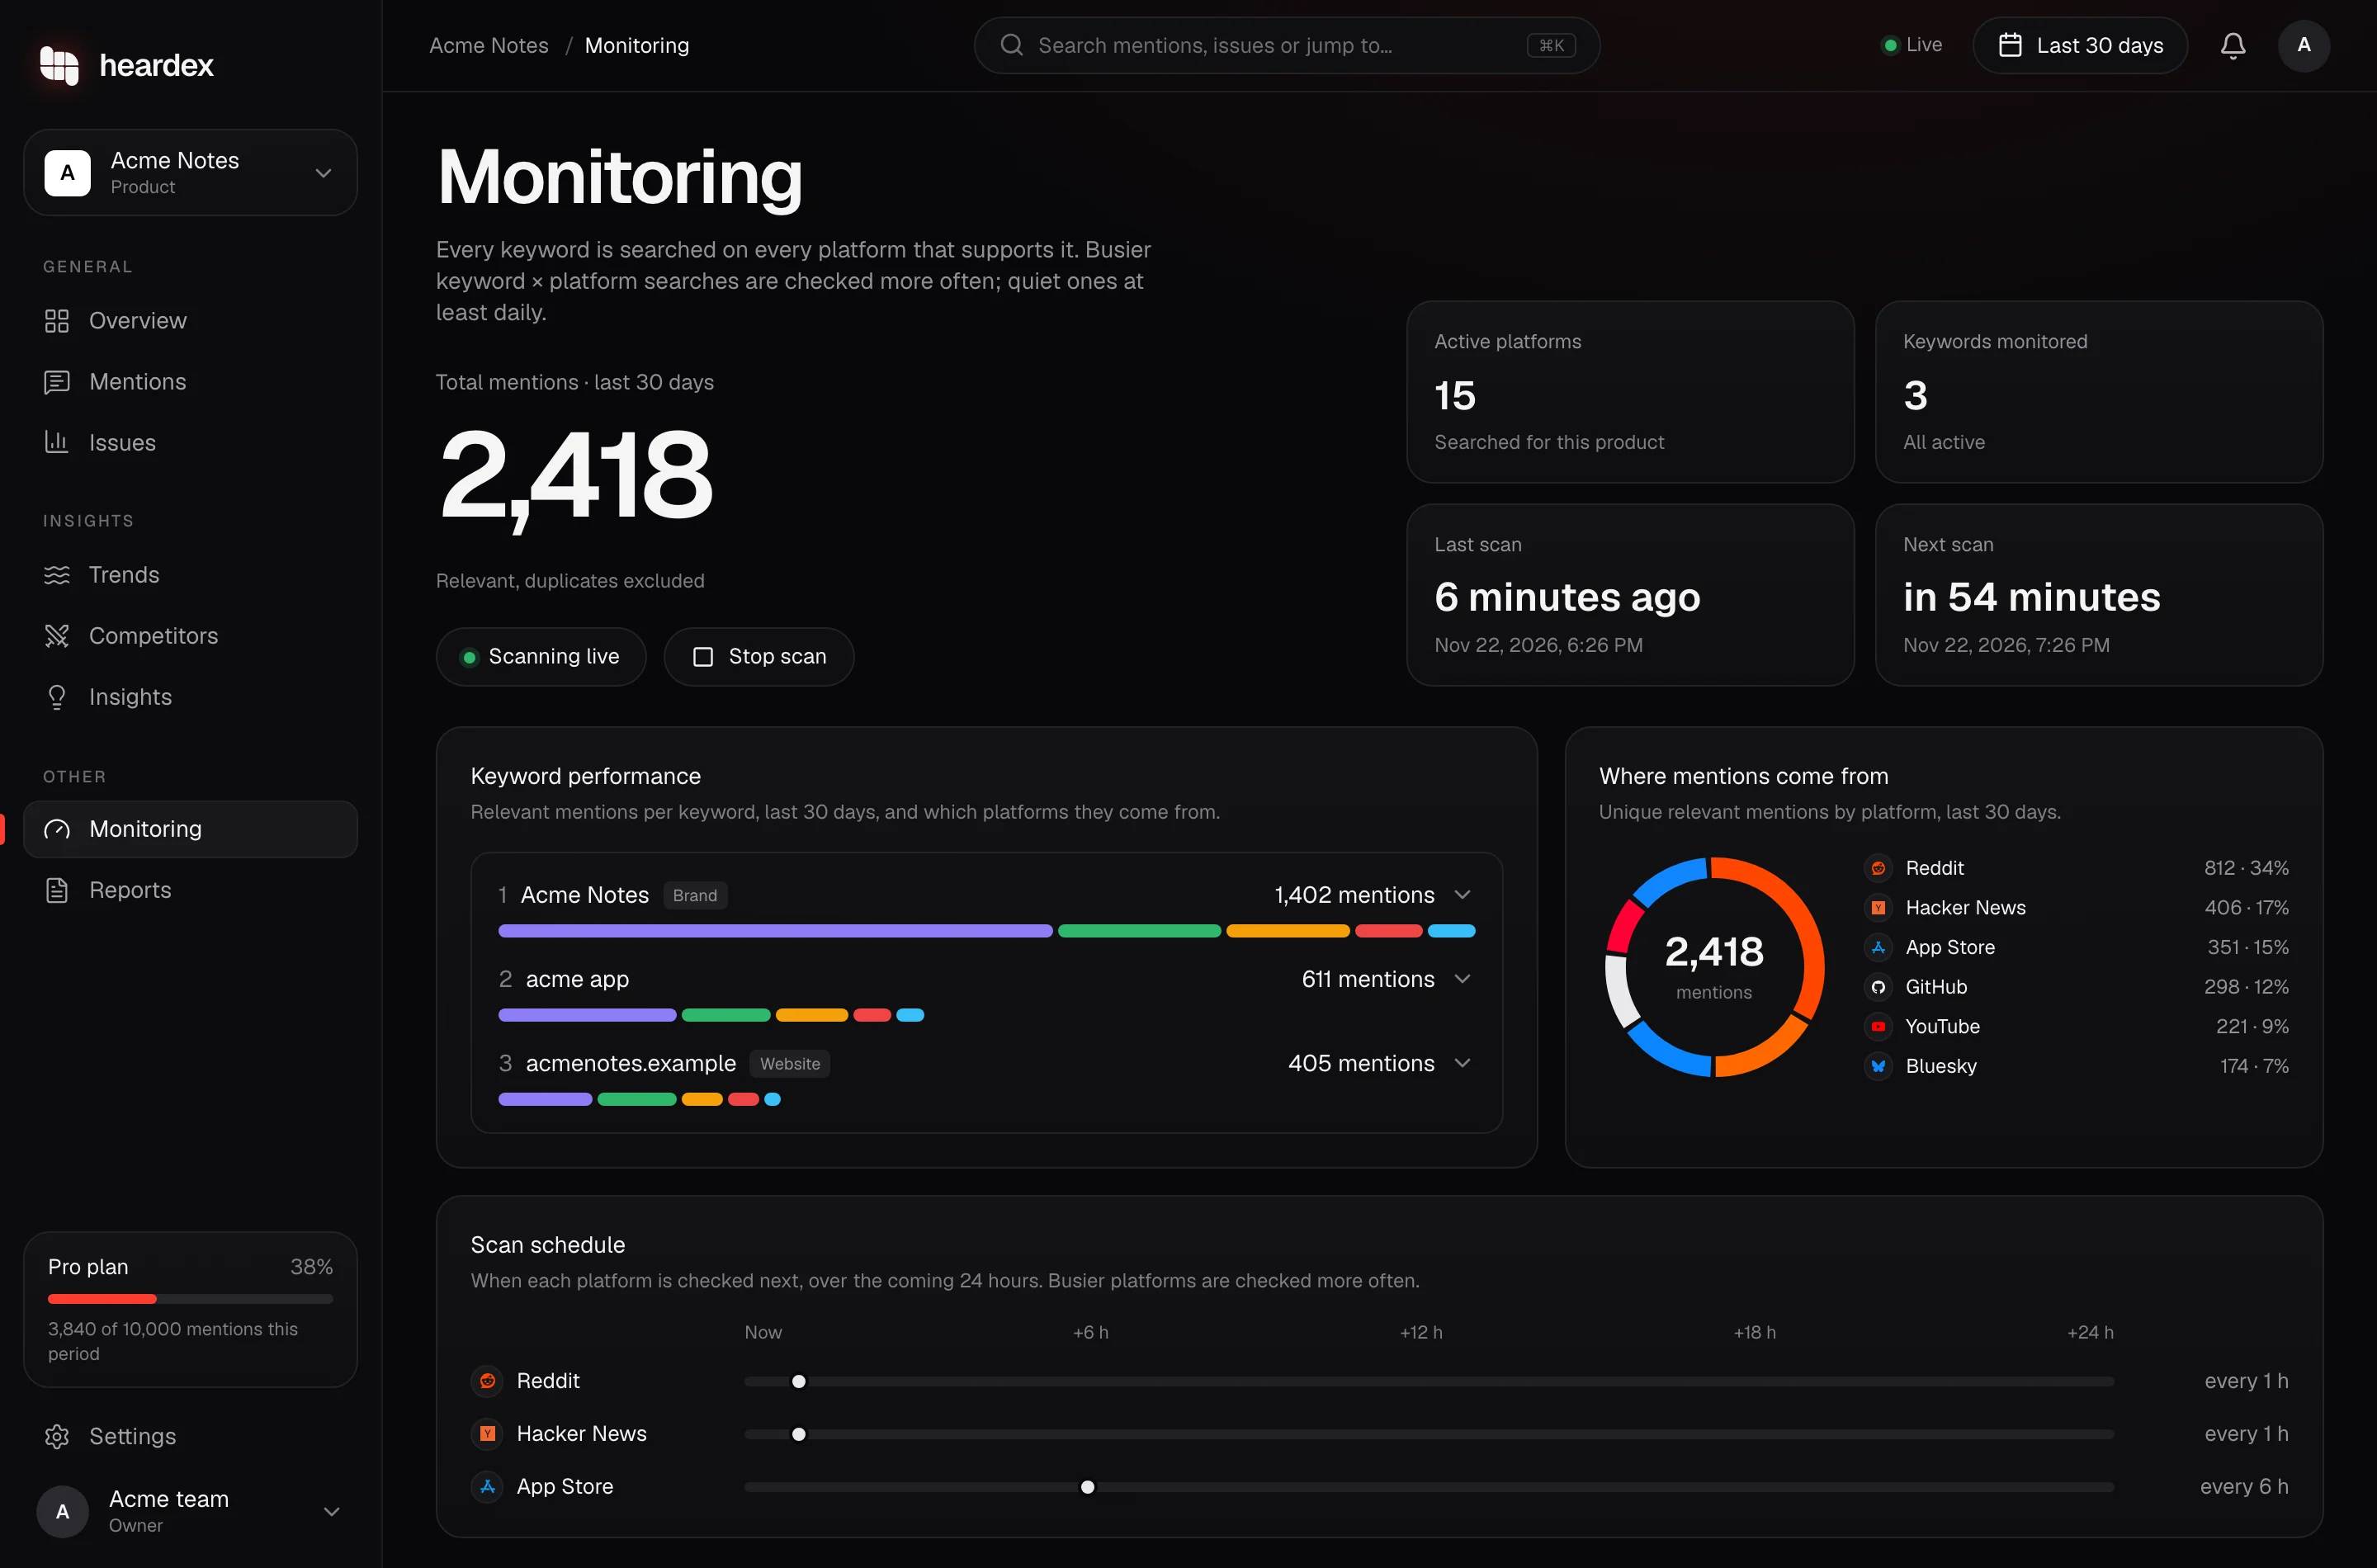 heardex
A
Acme Notes
Product
GENERAL
Overview
Mentions
Issues
INSIGHTS
Trends
Competitors
Insights
OTHER
Monitoring
Reports
Pro plan
38%
3,840 of 10,000 mentions this
period
Settings
A
Acme team
Owner
Acme Notes / Monitoring
Search mentions, issues or jump to...
⌘K
Live
Last 30 days
A
Monitoring
Every keyword is searched on every platform that supports it. Busier
keyword × platform searches are checked more often; quiet ones at
least daily.
Total mentions · last 30 days
2,418
Relevant, duplicates excluded
Scanning live
Stop scan
Active platforms
15
Searched for this product
Keywords monitored
3
All active
Last scan
6 minutes ago
Nov 22, 2026, 6:26 PM
Next scan
in 54 minutes
Nov 22, 2026, 7:26 PM
Keyword performance
Relevant mentions per keyword, last 30 days, and which platforms they come from.
1 Acme Notes Brand 1,402 mentions
2 acme app 611 mentions
3 acmenotes.example Website 405 mentions
Where mentions come from
Unique relevant mentions by platform, last 30 days.
2,418
mentions
Reddit 812 · 34%
Y Hacker News 406 · 17%
App Store 351 · 15%
GitHub 298 · 12%
YouTube 221 · 9%
Bluesky 174 · 7%
Scan schedule
When each platform is checked next, over the coming 24 hours. Busier platforms are checked more often.
Now +6 h +12 h +18 h +24 h
Reddit every 1 h
Y Hacker News every 1 h
App Store every 6 h